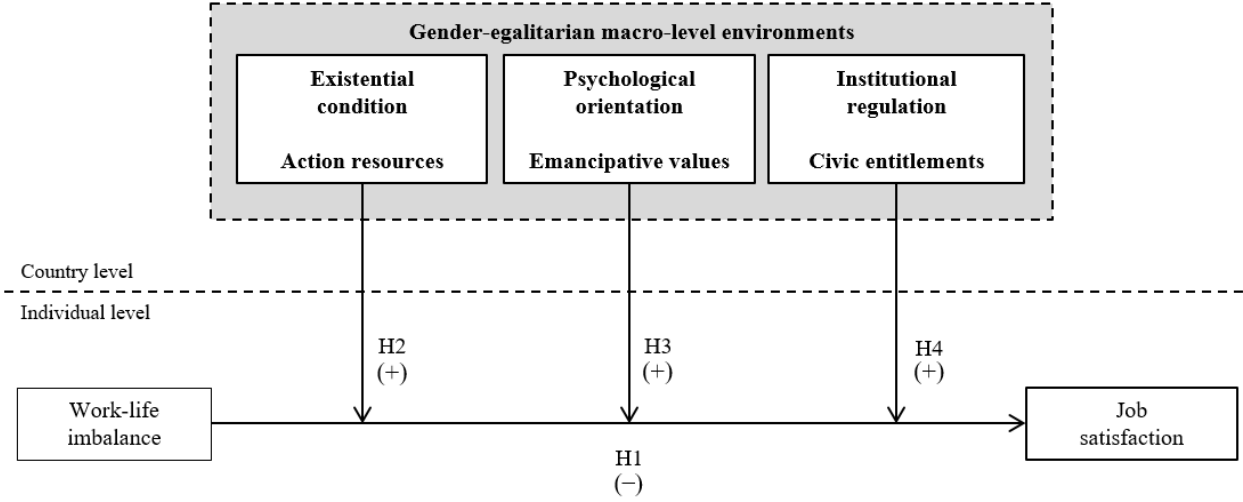 Gender-egalitarian macro-level environments
Existential
condition
Action resources
Psychological
orientation
Emancipative values
Institutional
regulation
Civic entitlements
Country level
Individual level
H2
(+)
H3
(+)
H4
(+)
Work-life
imbalance
Job
satisfaction
H1
(−)